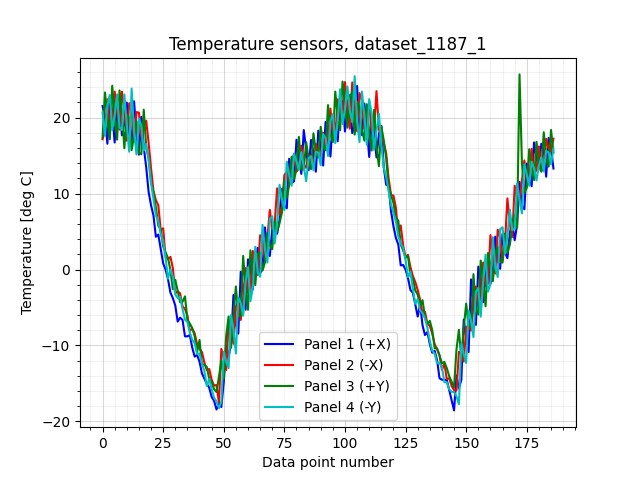 Temperature sensors, dataset_1187_1
Temperature [deg C]
20
10
0
−10
−20
Panel 1 (+X)
Panel 2 (-X)
Panel 3 (+Y)
Panel 4 (-Y)
0 25 50 75 100 125 150 175
Data point number